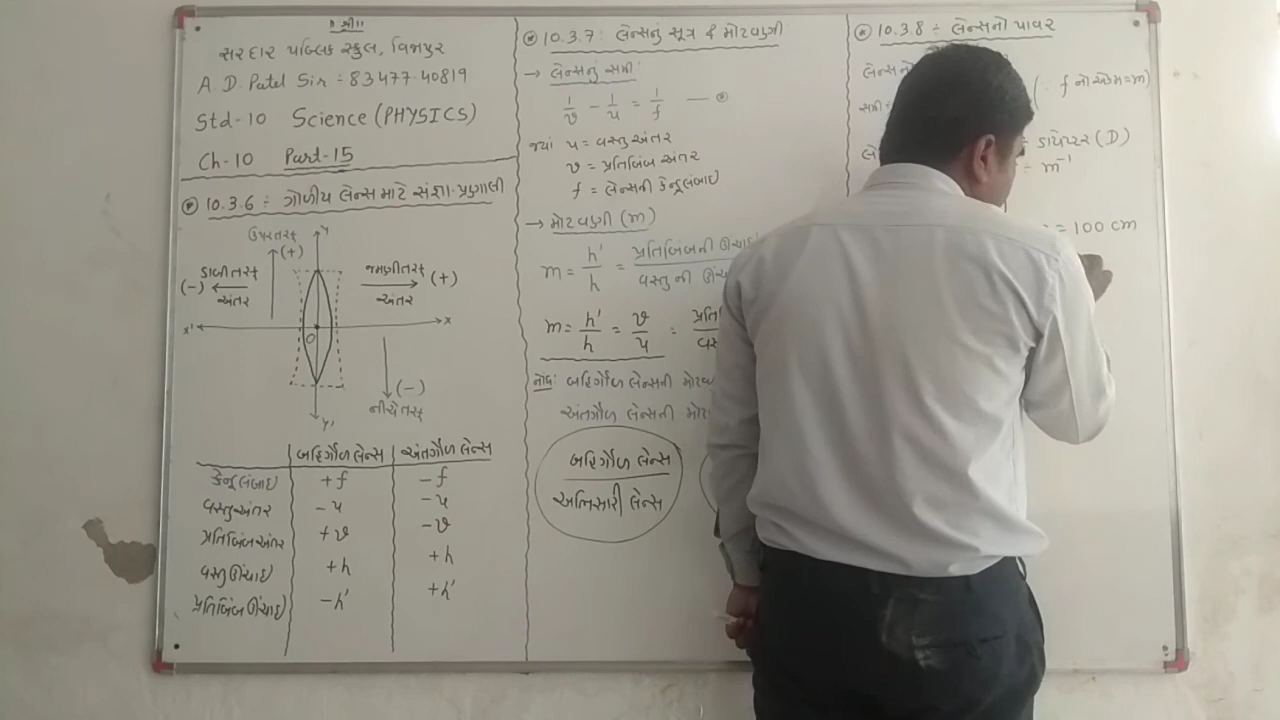 ॥ શ્રી ॥
સરદાર પબ્લિક સ્કુલ, વિજાપુર
A. D. Patel Sir ÷ 83477-40819
Std-10 Science (PHYSICS)
Ch-10 Part-15
* 10.3.6 ÷ ગોળીય લેન્સ માટે સંજ્ઞા-પ્રણાલી
ઉપરતરફ Y
(+)
ડાબીતરફ જમણીતરફ
(-) (+)
અંતર અંતર
X' X
O
(-)
નીચેતરફ
Y'
બહિર્ગોળ લેન્સ અંતર્ગોળ લેન્સ
કેન્દ્રલંબાઇ +f -f
વસ્તુઅંતર -u -u
પ્રતિબિંબઅંતર +v -v
વસ્તુઊંચાઇ +h +h
પ્રતિબિંબઊંચાઇ -h' +h'
* 10.3.7 : લેન્સનું સૂત્ર & મોટવણી
→ લેન્સનું સમી:
1/v - 1/u = 1/f — *
જ્યાં u = વસ્તુઅંતર
v = પ્રતિબિંબ અંતર
f = લેન્સની કેન્દ્રલંબાઇ
→ મોટવણી (m)
m = h'/h = પ્રતિબિંબની ઊંચાઇ / વસ્તુ ની
m = h'/h = v/u =
નોંધ: બહિર્ગોળ લેન્સની
અંતર્ગોળ લેન્સની
બહિર્ગોળ લેન્સ
અભિસારી લેન્સ
* 10.3.8 ÷ લેન્સનો પાવર
લેન્સનો
(∵ f નો એકમ = m)
ડાયોપ્ટર (D)
m⁻¹
= 100 cm